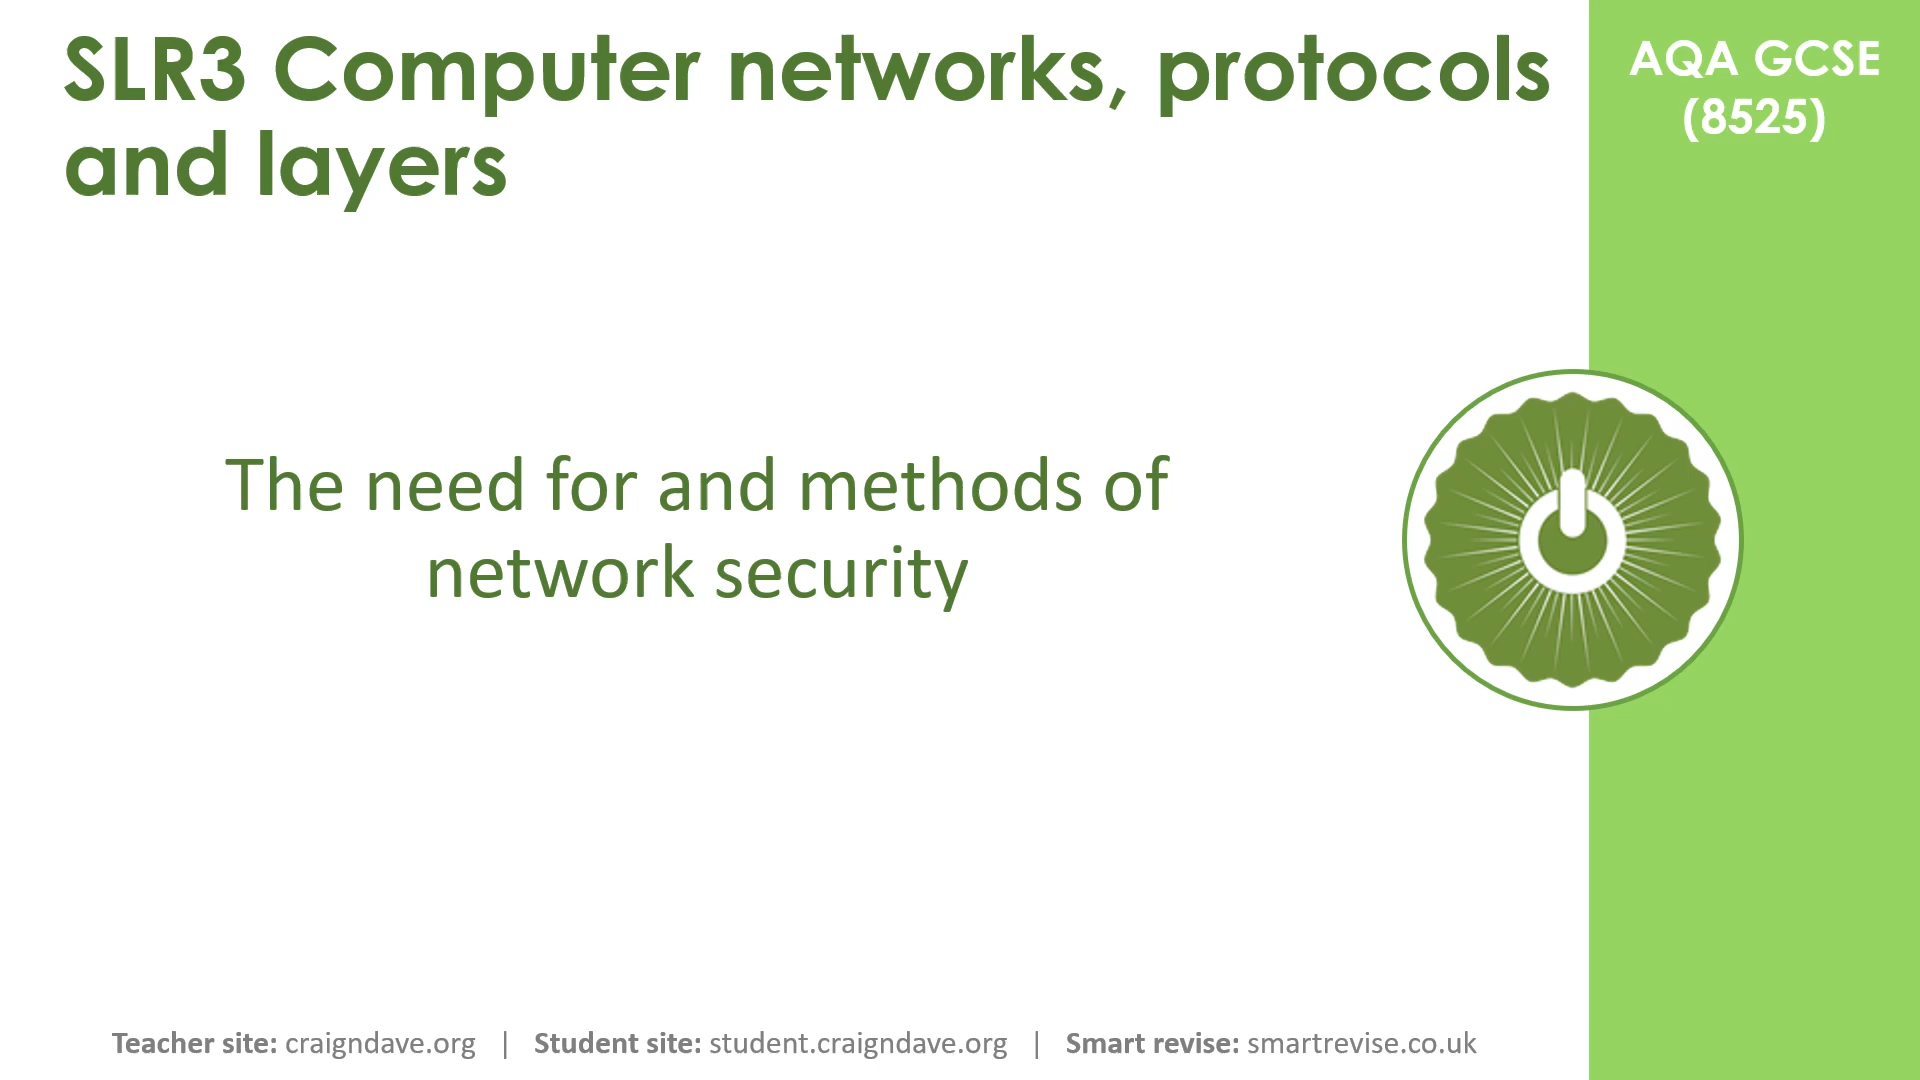 SLR3 Computer networks, protocols
and layers
AQA GCSE
(8525)
The need for and methods of
network security
Teacher site: craigndave.org | Student site: student.craigndave.org | Smart revise: smartrevise.co.uk